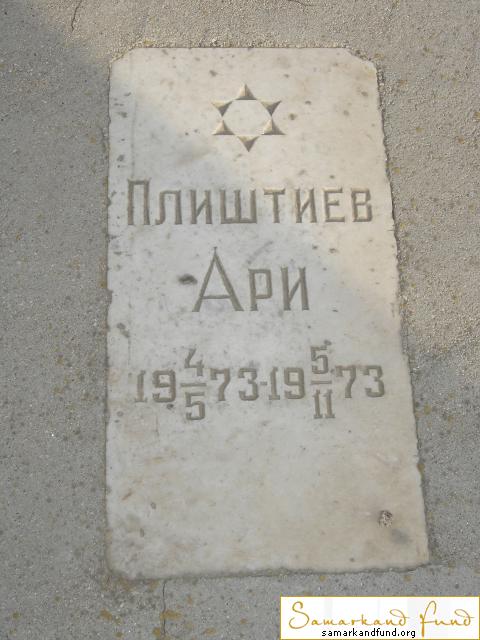 Плиштиев
Ари
19 4/5 73-19 5/11 73
Samarkand Fund
samarkandfund.org